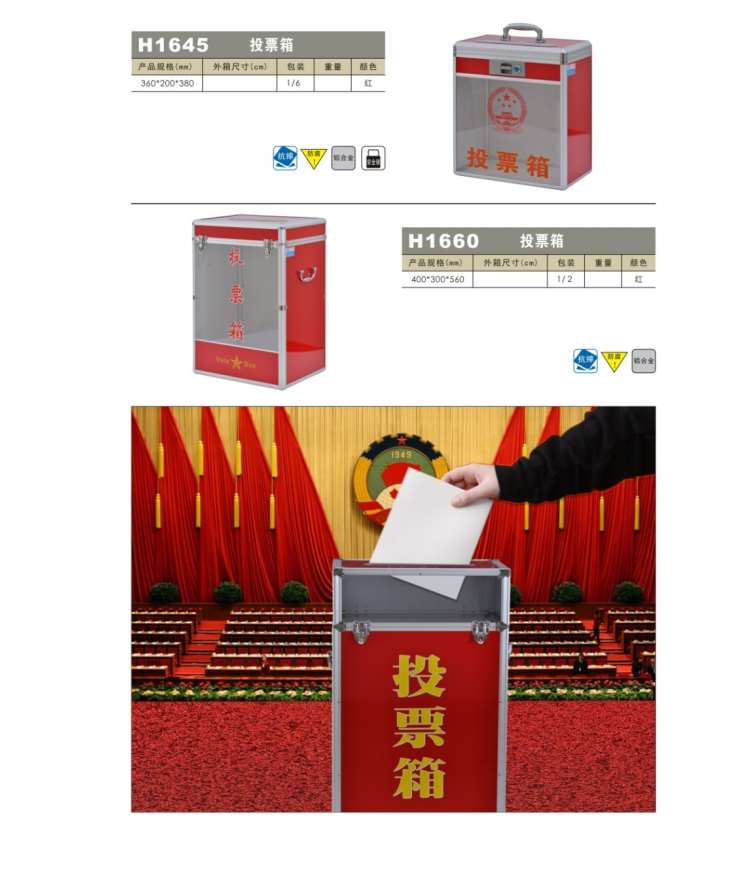 H1645 投票箱
产品规格(mm) 外箱尺寸(cm) 包装 重量 颜色
360*200*380 1/6 红
抗摔 防腐 ! 铝合金 安全锁
投票箱
H1660 投票箱
产品规格(mm) 外箱尺寸(cm) 包装 重量 颜色
400*300*560 1/2 红
抗摔 防腐 ! 铝合金
投
票
箱
Vote Box
1949
投
票
箱